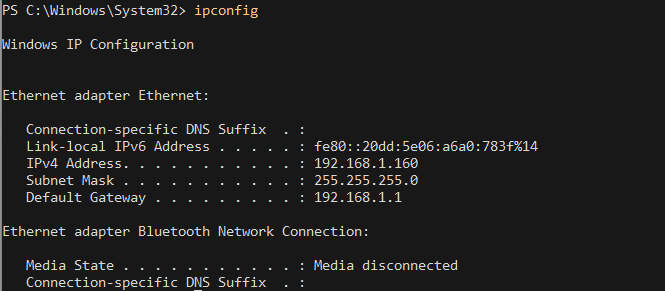 PS C:\Windows\System32> ipconfig
Windows IP Configuration
Ethernet adapter Ethernet:
Connection-specific DNS Suffix  . :
Link-local IPv6 Address . . . . . : fe80::20dd:5e06:a6a0:783f%14
IPv4 Address. . . . . . . . . . . : 192.168.1.160
Subnet Mask . . . . . . . . . . . : 255.255.255.0
Default Gateway . . . . . . . . . : 192.168.1.1
Ethernet adapter Bluetooth Network Connection:
Media State . . . . . . . . . . . : Media disconnected
Connection-specific DNS Suffix  . :